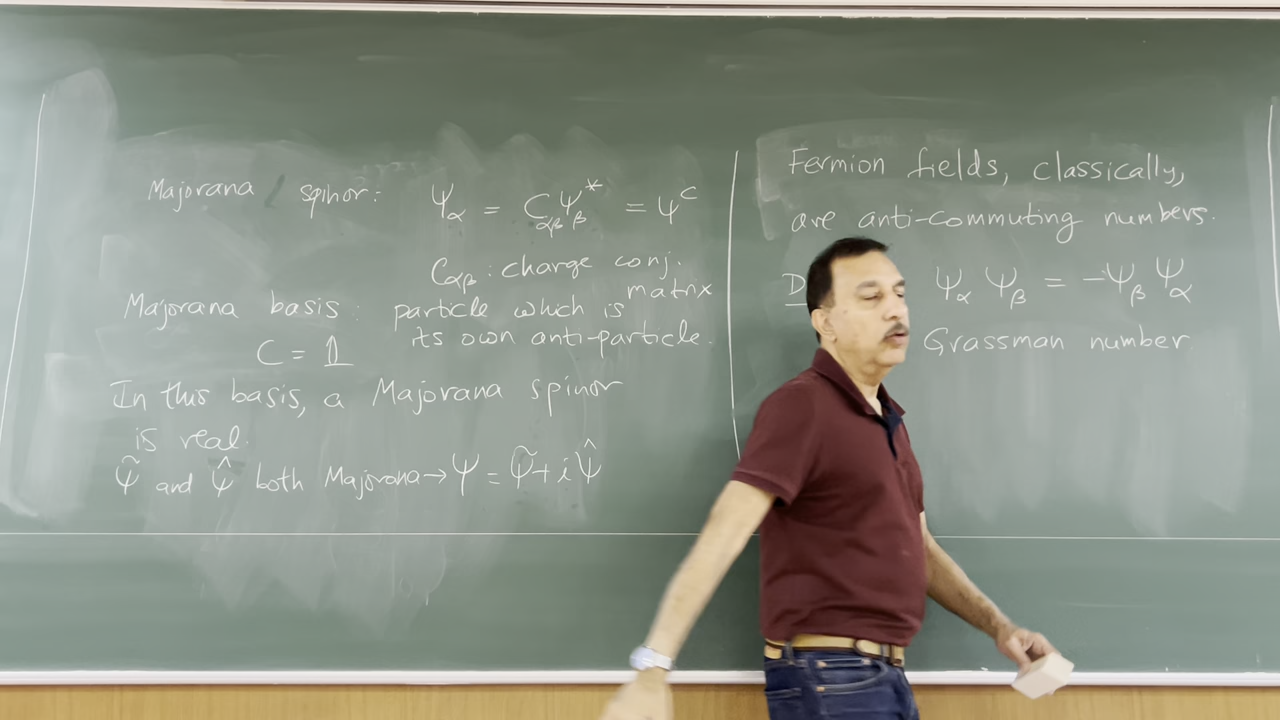 Majorana spinor: Ψ_α = C_αβ Ψ_β^* = Ψ^C
C_αβ : charge conj. matrix
Majorana basis: particle which is
its own anti-particle.
C = 𝟙
In this basis, a Majorana spinor
is real.
Ψ̃ and Ψ̂ both Majorana → Ψ = Ψ̃ + i Ψ̂
Fermion fields, classically,
are anti-commuting numbers.
D Ψ_α Ψ_β = -Ψ_β Ψ_α
Grassman number